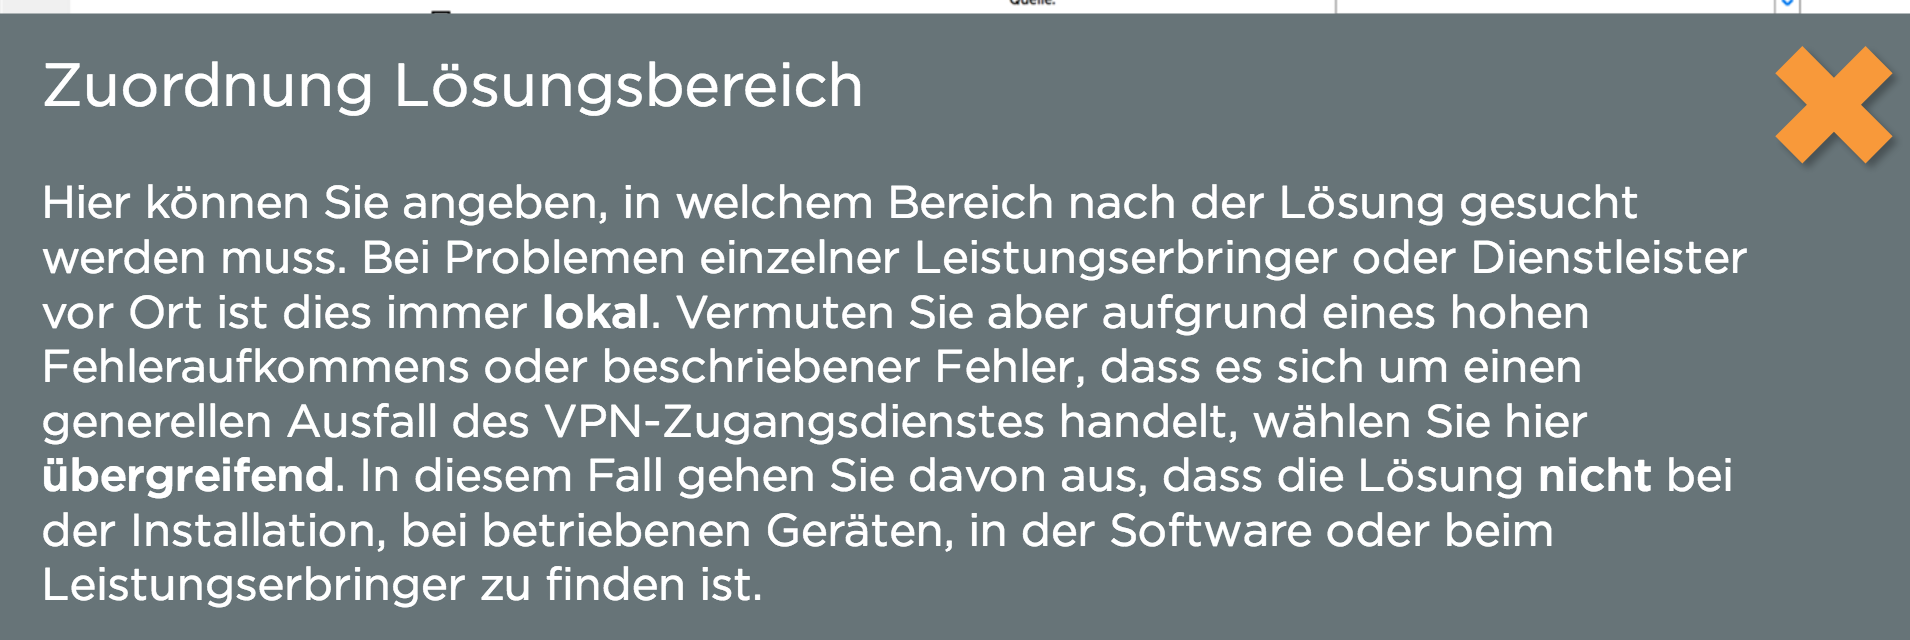 Quelle:
Zuordnung Lösungsbereich
Hier können Sie angeben, in welchem Bereich nach der Lösung gesucht
werden muss. Bei Problemen einzelner Leistungserbringer oder Dienstleister
vor Ort ist dies immer lokal. Vermuten Sie aber aufgrund eines hohen
Fehleraufkommens oder beschriebener Fehler, dass es sich um einen
generellen Ausfall des VPN-Zugangsdienstes handelt, wählen Sie hier
übergreifend. In diesem Fall gehen Sie davon aus, dass die Lösung nicht bei
der Installation, bei betriebenen Geräten, in der Software oder beim
Leistungserbringer zu finden ist.